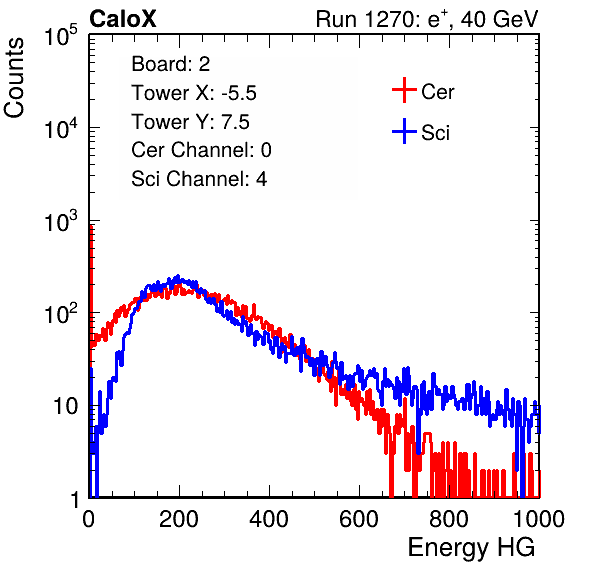 CaloX Run 1270: e⁺, 40 GeV
Counts
10⁵
10⁴
10³
10²
10
1
Board: 2
Tower X: -5.5
Tower Y: 7.5
Cer Channel: 0
Sci Channel: 4
Cer
Sci
0 200 400 600 800 1000
Energy HG